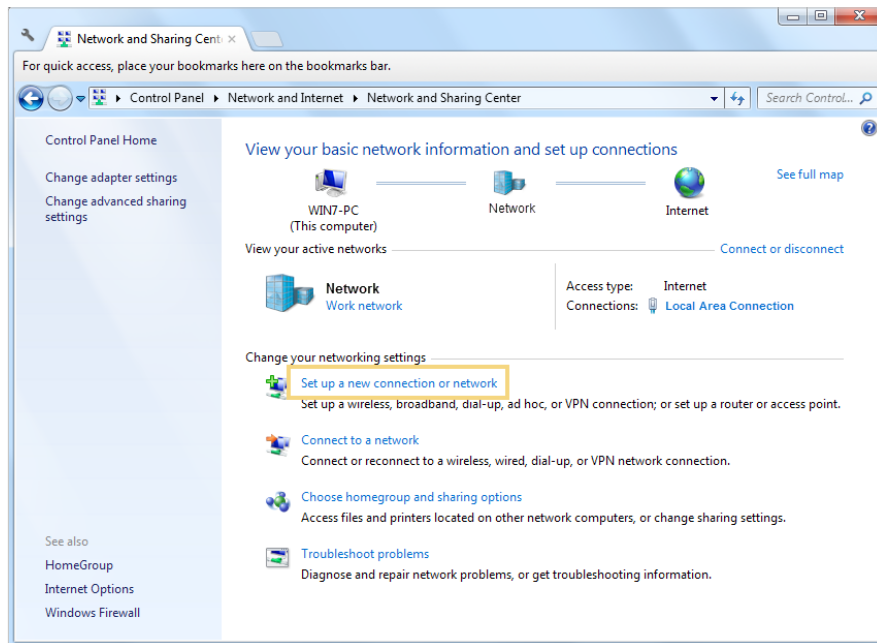 Network and Sharing Cent
For quick access, place your bookmarks here on the bookmarks bar.
Control Panel Network and Internet Network and Sharing Center Search Control...
Control Panel Home
Change adapter settings
Change advanced sharing
settings
View your basic network information and set up connections
See full map
WIN7-PC
(This computer)
Network
Internet
View your active networks
Connect or disconnect
Network
Work network
Access type: Internet
Connections: Local Area Connection
Change your networking settings
Set up a new connection or network
Set up a wireless, broadband, dial-up, ad hoc, or VPN connection; or set up a router or access point.
Connect to a network
Connect or reconnect to a wireless, wired, dial-up, or VPN network connection.
Choose homegroup and sharing options
Access files and printers located on other network computers, or change sharing settings.
Troubleshoot problems
Diagnose and repair network problems, or get troubleshooting information.
See also
HomeGroup
Internet Options
Windows Firewall